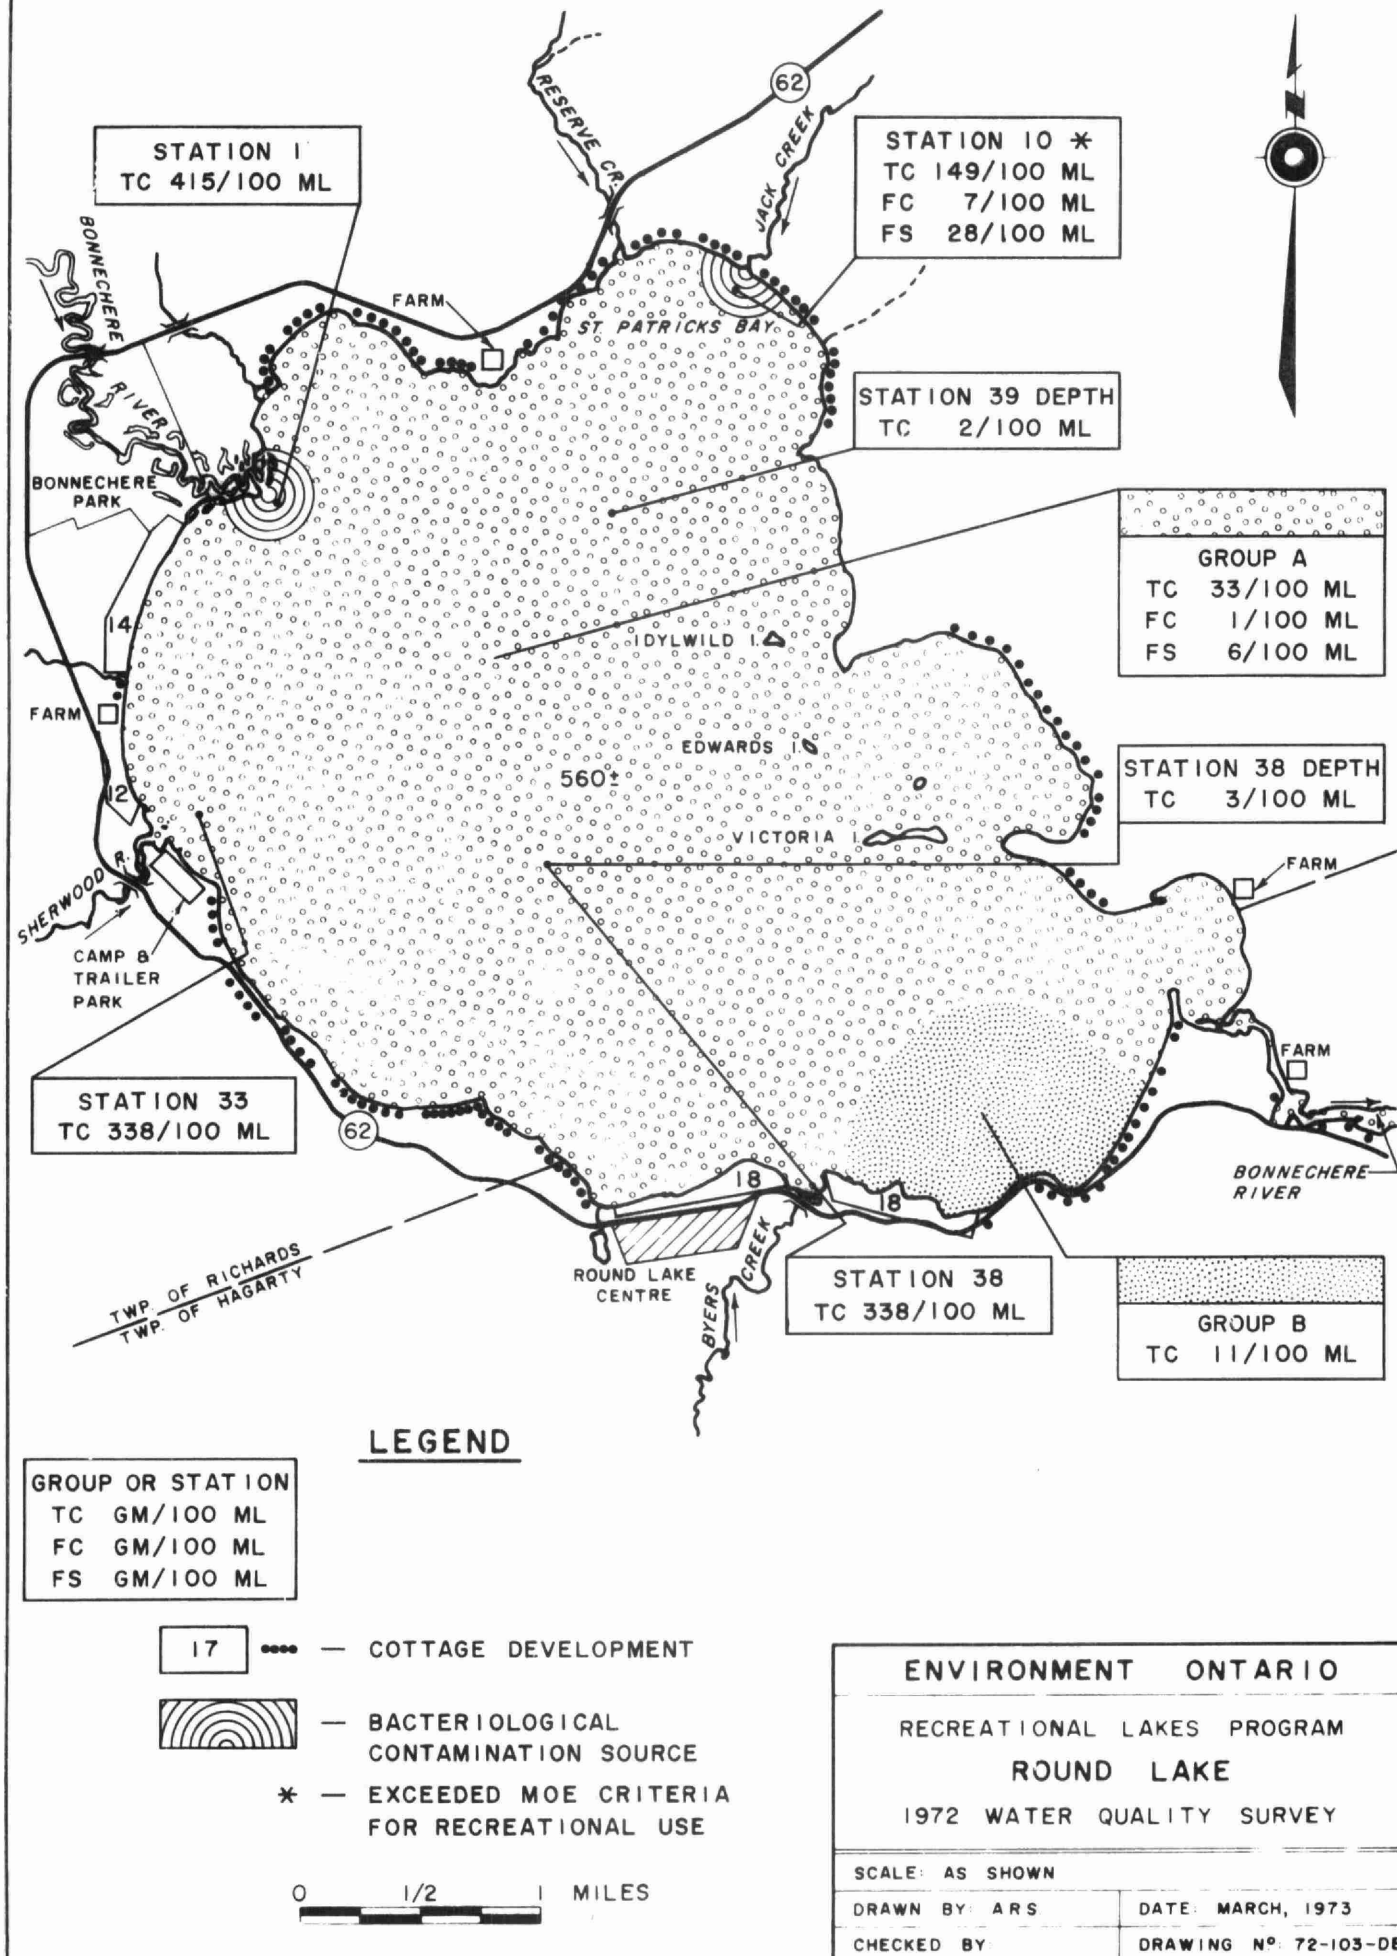 62
RESERVE CR.
JACK CREEK
STATION 1
TC 415/100 ML
STATION 10 *
TC 149/100 ML
FC 7/100 ML
FS 28/100 ML
N
BONNECHERE
RIVER
FARM
ST. PATRICKS BAY.
STATION 39 DEPTH
TC 2/100 ML
BONNECHERE
PARK
GROUP A
TC 33/100 ML
FC 1/100 ML
FS 6/100 ML
14
IDYLWILD I.
FARM
EDWARDS I.
560±
12
STATION 38 DEPTH
TC 3/100 ML
VICTORIA I.
SHERWOOD R.
FARM
CAMP &
TRAILER
PARK
FARM
STATION 33
TC 338/100 ML
62
BONNECHERE
RIVER
18
18
TWP. OF RICHARDS
TWP. OF HAGARTY
ROUND LAKE
CENTRE
BYERS CREEK
STATION 38
TC 338/100 ML
GROUP B
TC 11/100 ML
LEGEND
GROUP OR STATION
TC GM/100 ML
FC GM/100 ML
FS GM/100 ML
17 — COTTAGE DEVELOPMENT
— BACTERIOLOGICAL
CONTAMINATION SOURCE
* — EXCEEDED MOE CRITERIA
FOR RECREATIONAL USE
0 1/2 1 MILES
ENVIRONMENT ONTARIO
RECREATIONAL LAKES PROGRAM
ROUND LAKE
1972 WATER QUALITY SURVEY
SCALE: AS SHOWN
DRAWN BY: A R S.
DATE: MARCH, 1973
CHECKED BY:
DRAWING Nº: 72-103-DE